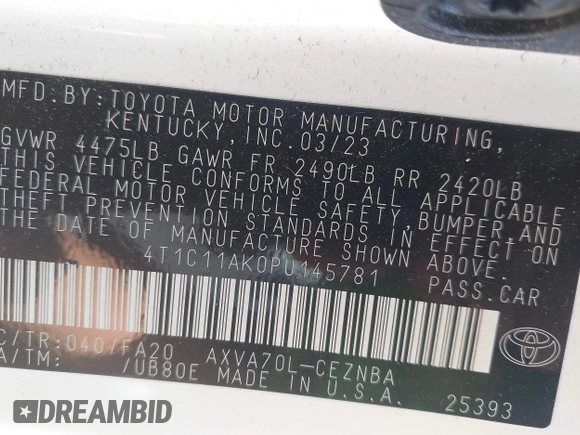 MFD. BY: TOYOTA MOTOR MANUFACTURING,
KENTUCKY, INC. 03/23
GVWR 4475LB GAWR FR 2490LB RR 2420LB
THIS VEHICLE CONFORMS TO ALL APPLICABLE
FEDERAL MOTOR VEHICLE SAFETY, BUMPER, AND
THEFT PREVENTION STANDARDS IN EFFECT ON
THE DATE OF MANUFACTURE SHOWN ABOVE.
4T1C11AK0PU145781 PASS.CAR
C/TR:040/FA20 AXVA70L-CEZNBA
A/TM: /UB80E MADE IN U.S.A. 25393
DREAMBID